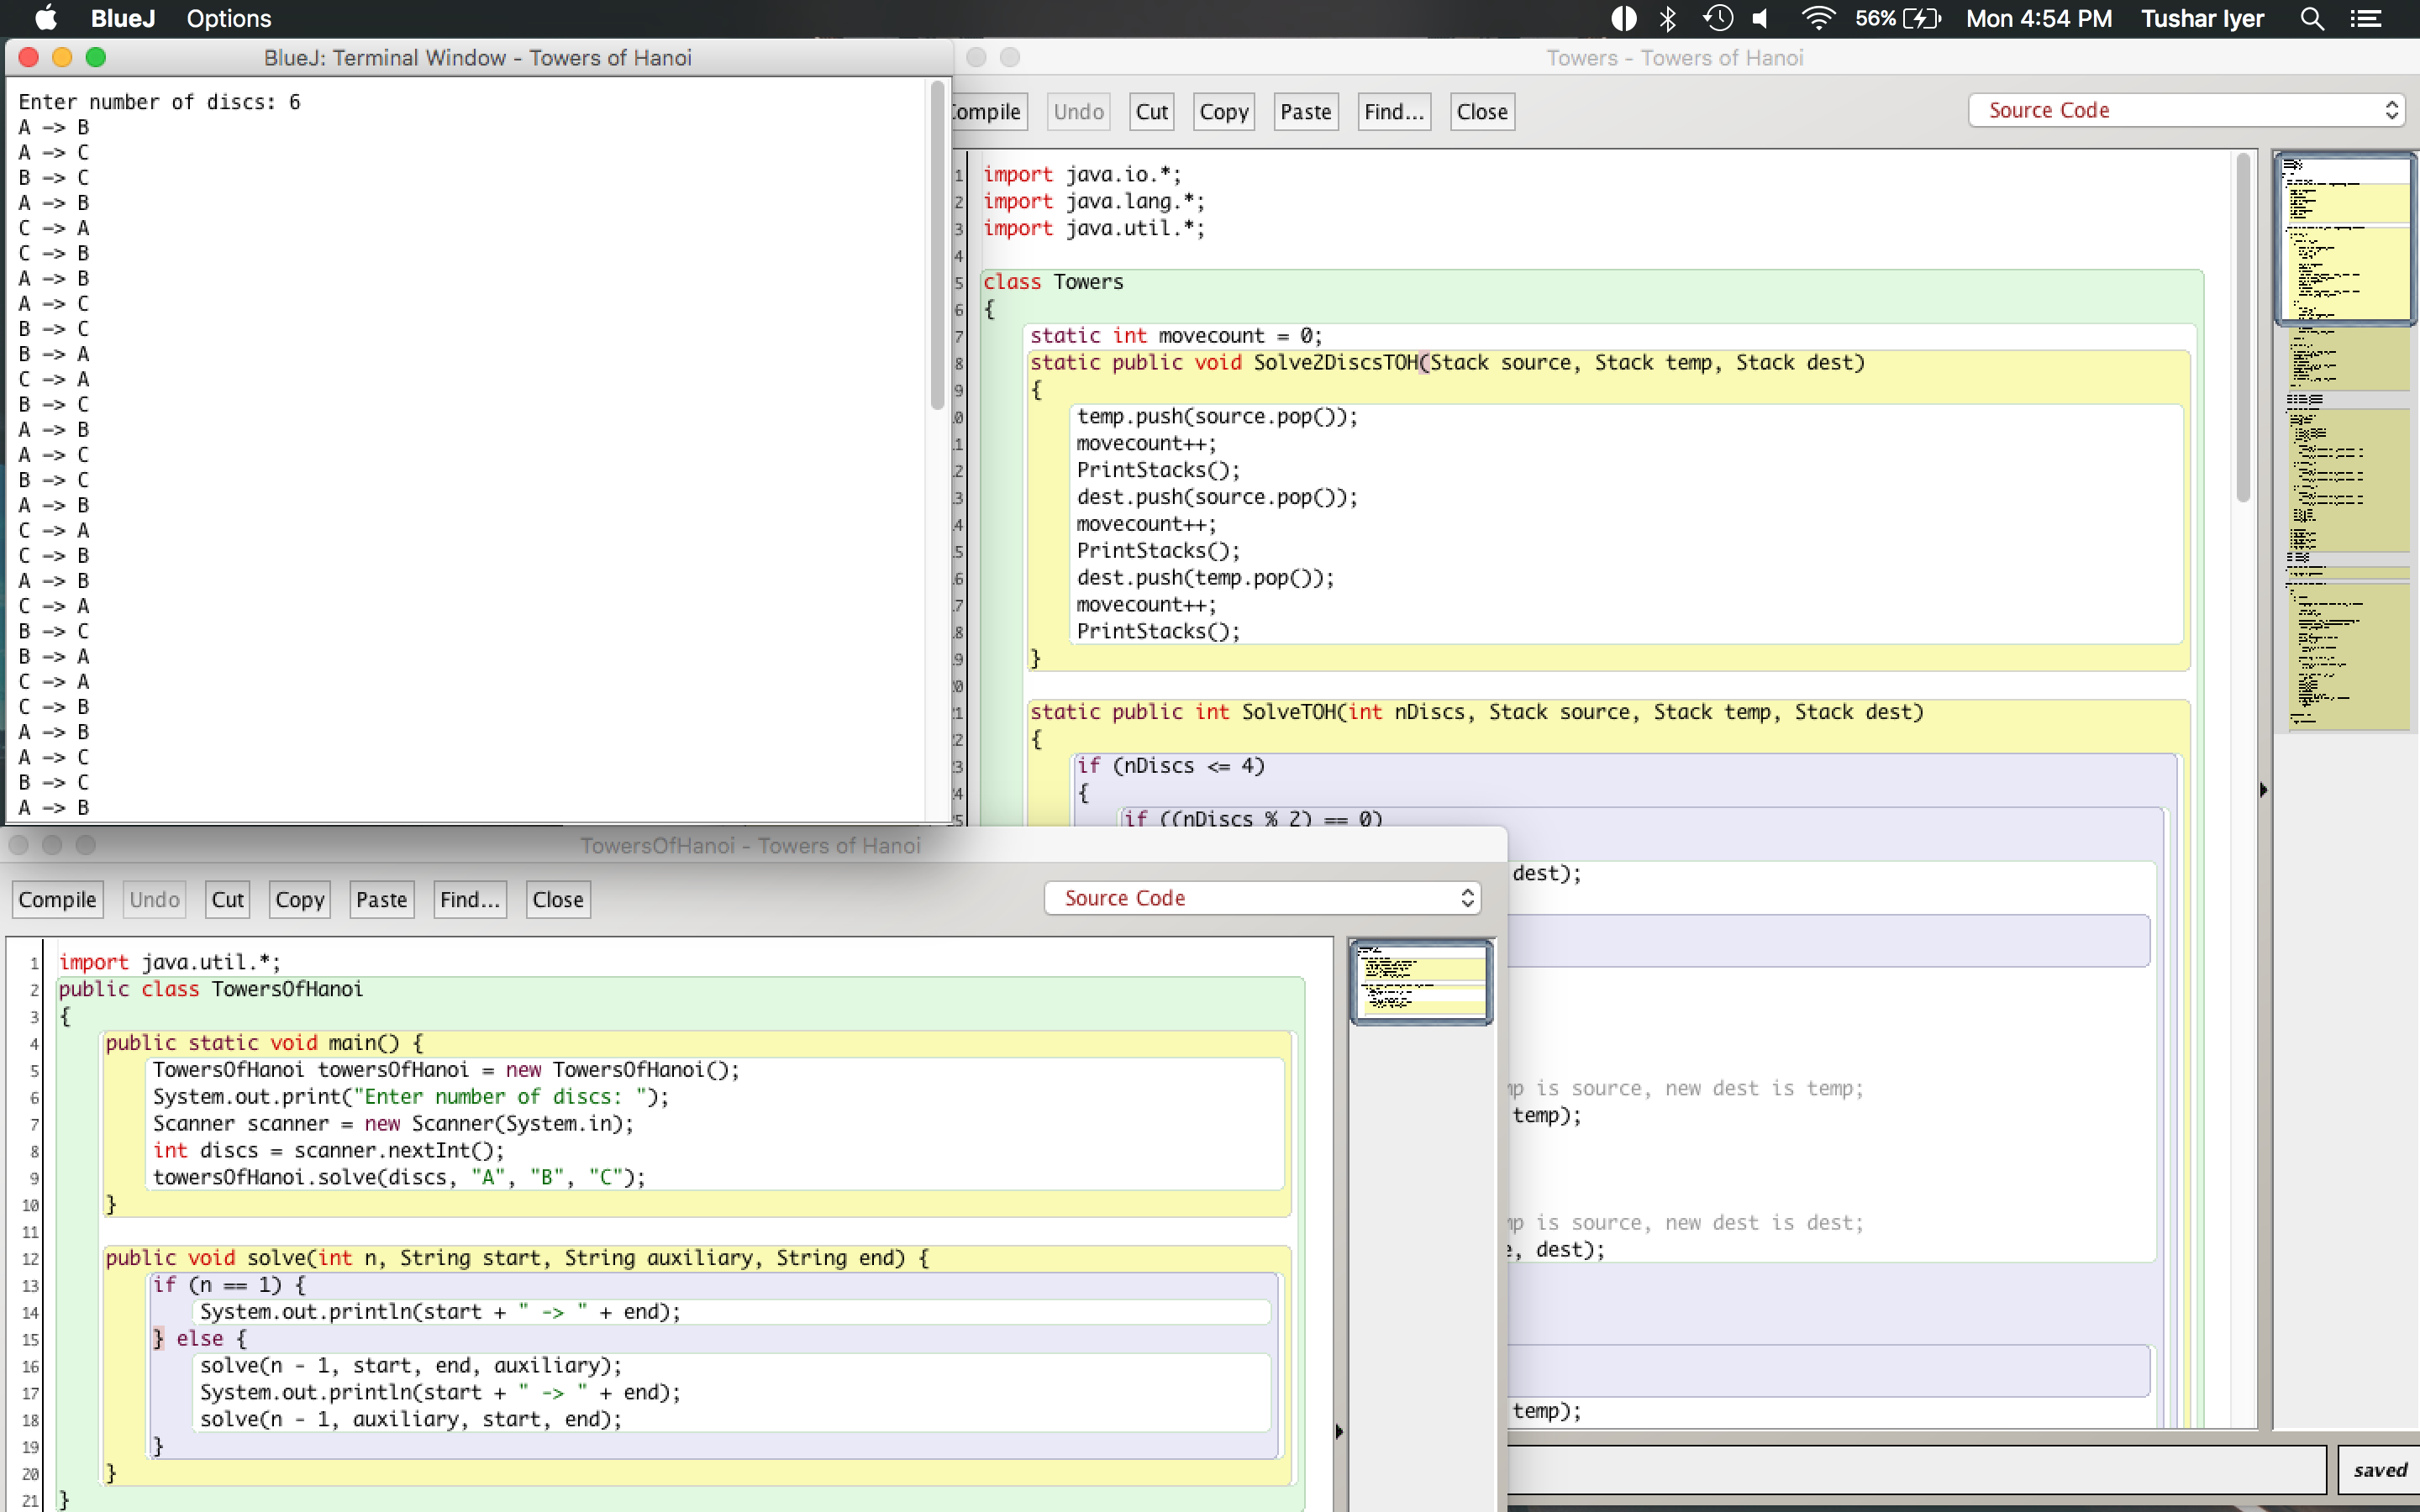 BlueJ Options 56% Mon 4:54 PM Tushar Iyer
BlueJ: Terminal Window - Towers of Hanoi
Enter number of discs: 6
A -> B
A -> C
B -> C
A -> B
C -> A
C -> B
A -> B
A -> C
B -> C
B -> A
C -> A
B -> C
A -> B
A -> C
B -> C
A -> B
C -> A
C -> B
A -> B
C -> A
B -> C
B -> A
C -> A
C -> B
A -> B
A -> C
B -> C
A -> B
Towers - Towers of Hanoi
ompile Undo Cut Copy Paste Find... Close Source Code
1 import java.io.*;
2 import java.lang.*;
3 import java.util.*;
4
5 class Towers
6 {
7 static int movecount = 0;
8 static public void Solve2DiscsTOH(Stack source, Stack temp, Stack dest)
9 {
0 temp.push(source.pop());
1 movecount++;
2 PrintStacks();
3 dest.push(source.pop());
4 movecount++;
5 PrintStacks();
6 dest.push(temp.pop());
7 movecount++;
8 PrintStacks();
9 }
0
1 static public int SolveTOH(int nDiscs, Stack source, Stack temp, Stack dest)
2 {
3 if (nDiscs <= 4)
4 {
5 if ((nDiscs % 2) == 0)
dest);
p is source, new dest is temp;
temp);
p is source, new dest is dest;
, dest);
temp);
saved
TowersOfHanoi - Towers of Hanoi
Compile Undo Cut Copy Paste Find... Close Source Code
1 import java.util.*;
2 public class TowersOfHanoi
3 {
4 public static void main() {
5 TowersOfHanoi towersOfHanoi = new TowersOfHanoi();
6 System.out.print("Enter number of discs: ");
7 Scanner scanner = new Scanner(System.in);
8 int discs = scanner.nextInt();
9 towersOfHanoi.solve(discs, "A", "B", "C");
10 }
11
12 public void solve(int n, String start, String auxiliary, String end) {
13 if (n == 1) {
14 System.out.println(start + " -> " + end);
15 } else {
16 solve(n - 1, start, end, auxiliary);
17 System.out.println(start + " -> " + end);
18 solve(n - 1, auxiliary, start, end);
19 }
20 }
21 }